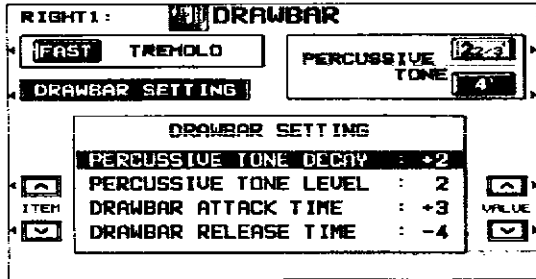 RIGHT1: DRAWBAR
FAST TREMOLO
PERCUSSIVE TONE
2 2/3'
4'
DRAWBAR SETTING
DRAWBAR SETTING
PERCUSSIVE TONE DECAY : +2
PERCUSSIVE TONE LEVEL : 2
DRAWBAR ATTACK TIME : +3
DRAWBAR RELEASE TIME : -4
ITEM
VALUE